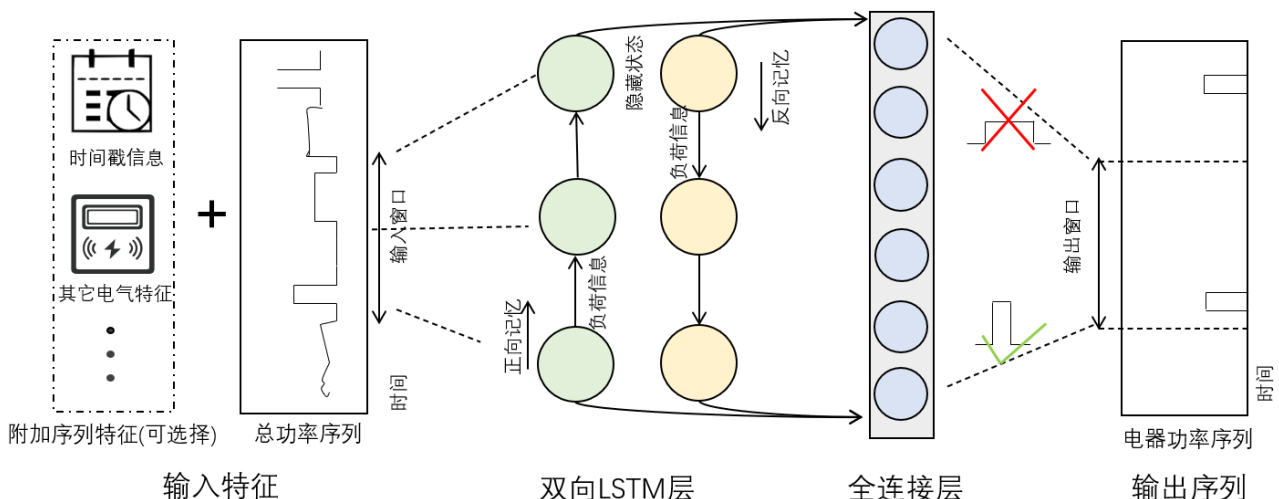 时间戳信息
其它电气特征
附加序列特征(可选择)
+
输入窗口
时间
总功率序列
输入特征
正向记忆
负荷信息
隐藏状态
负荷信息
反向记忆
双向LSTM层
全连接层
输出窗口
时间
电器功率序列
输出序列